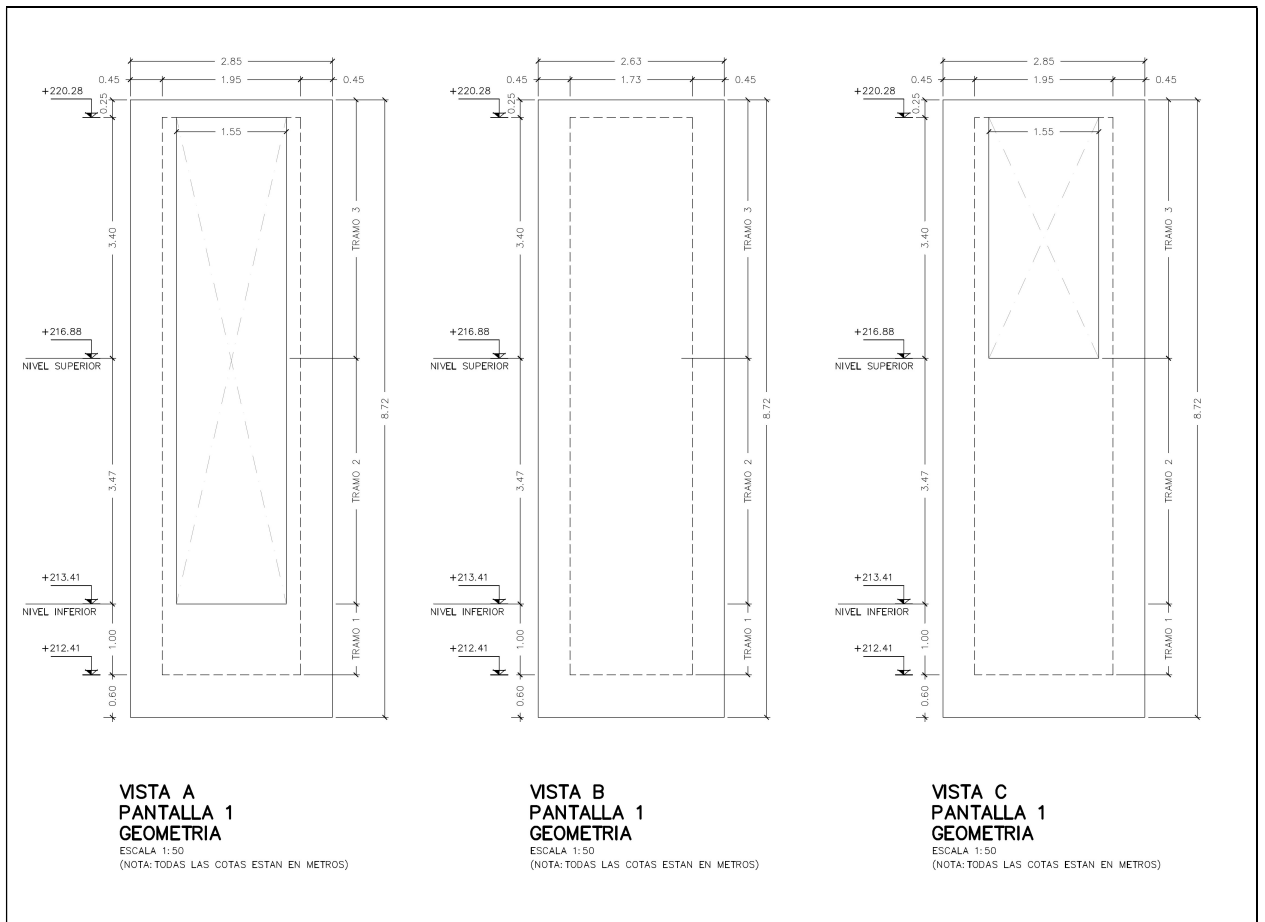 2.85
0.45
1.95
0.45
+220.28
0.25
1.55
3.40
TRAMO 3
+216.88
NIVEL SUPERIOR
8.72
3.47
TRAMO 2
+213.41
NIVEL INFERIOR
1.00
TRAMO 1
+212.41
0.60
VISTA A
PANTALLA 1
GEOMETRIA
ESCALA 1:50
(NOTA: TODAS LAS COTAS ESTAN EN METROS)
2.63
0.45
1.73
0.45
+220.28
0.25
3.40
TRAMO 3
+216.88
NIVEL SUPERIOR
8.72
3.47
TRAMO 2
+213.41
NIVEL INFERIOR
1.00
TRAMO 1
+212.41
0.60
VISTA B
PANTALLA 1
GEOMETRIA
ESCALA 1:50
(NOTA: TODAS LAS COTAS ESTAN EN METROS)
2.85
0.45
1.95
0.45
+220.28
0.25
1.55
3.40
TRAMO 3
+216.88
NIVEL SUPERIOR
8.72
3.47
TRAMO 2
+213.41
NIVEL INFERIOR
1.00
TRAMO 1
+212.41
0.60
VISTA C
PANTALLA 1
GEOMETRIA
ESCALA 1:50
(NOTA: TODAS LAS COTAS ESTAN EN METROS)